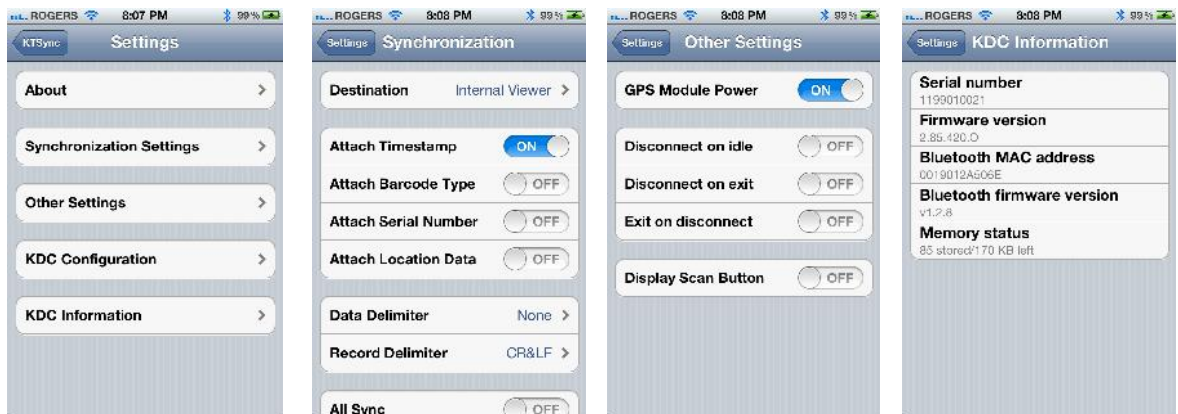 ROGERS 8:07 PM 99%
KTSync Settings
About
Synchronization Settings
Other Settings
KDC Configuration
KDC Information
ROGERS 8:08 PM 99%
Settings Synchronization
Destination Internal Viewer
Attach Timestamp ON
Attach Barcode Type OFF
Attach Serial Number OFF
Attach Location Data OFF
Data Delimiter None
Record Delimiter CR&LF
All Sync OFF
ROGERS 8:08 PM 99%
Settings Other Settings
GPS Module Power ON
Disconnect on idle OFF
Disconnect on exit OFF
Exit on disconnect OFF
Display Scan Button OFF
ROGERS 8:08 PM 99%
Settings KDC Information
Serial number
1199010021
Firmware version
2.85.420.O
Bluetooth MAC address
Bluetooth firmware version
v1.2.8
Memory status
85 stored/170 KB left